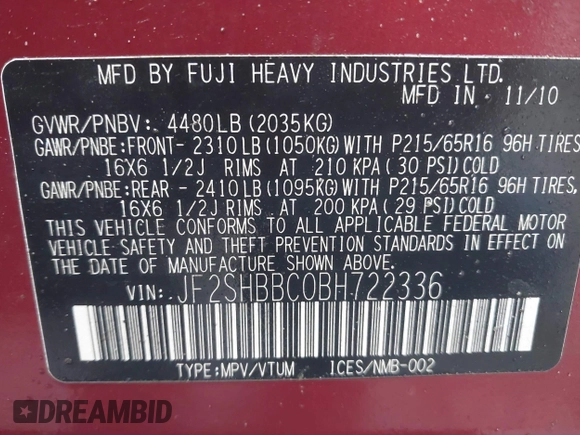 MFD BY FUJI HEAVY INDUSTRIES LTD.
MFD IN 11/10
GVWR/PNBV: 4480LB (2035KG)
GAWR/PNBE: FRONT- 2310LB(1050KG)WITH P215/65R16 96H TIRES
16X6 1/2J RIMS AT 210 KPA (30 PSI)COLD
GAWR/PNBE: REAR - 2410LB(1095KG)WITH P215/65R16 96H TIRES,
16X6 1/2J RIMS AT 200 KPA (29 PSI)COLD
THIS VEHICLE CONFORMS TO ALL APPLICABLE FEDERAL MOTOR
VEHICLE SAFETY AND THEFT PREVENTION STANDARDS IN EFFECT ON
THE DATE OF MANUFACTURE SHOWN ABOVE.
VIN: JF2SHBBC0BH722336
TYPE:MPV/VTUM ICES/NMB-002
DREAMBID